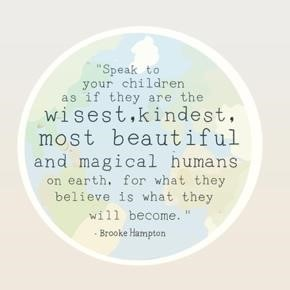 "Speak to
your children
as if they are the
wisest,kindest,
most beautiful
and magical humans
on earth, for what they
believe is what they
will become."
- Brooke Hampton